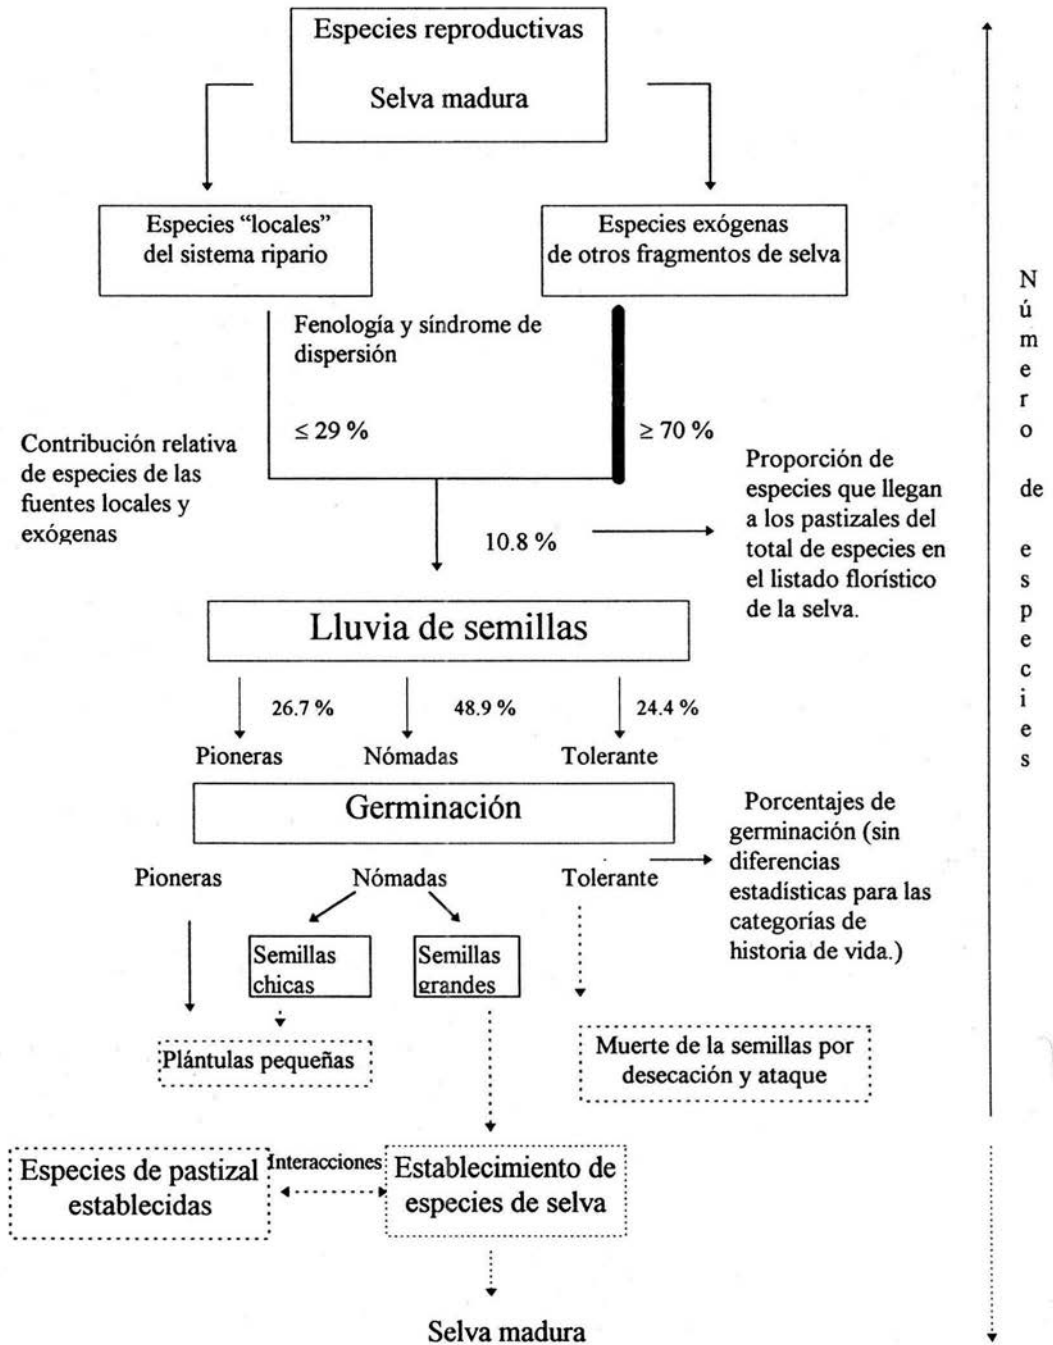 Especies reproductivas
Selva madura
Especies “locales”
del sistema ripario
Especies exógenas
de otros fragmentos de selva
Fenología y síndrome de
dispersión
≤ 29 %
≥ 70 %
Contribución relativa
de especies de las
fuentes locales y
exógenas
10.8 %
Proporción de
especies que llegan
a los pastizales del
total de especies en
el listado florístico
de la selva.
Lluvia de semillas
26.7 %
48.9 %
24.4 %
Pioneras
Nómadas
Tolerante
Germinación
Porcentajes de
germinación (sin
diferencias
estadísticas para las
categorías de
historia de vida.)
Pioneras
Nómadas
Tolerante
Semillas
chicas
Semillas
grandes
Plántulas pequeñas
Muerte de la semillas por
desecación y ataque
Especies de pastizal
establecidas
Interacciones
Establecimiento de
especies de selva
Selva madura
Número de especies